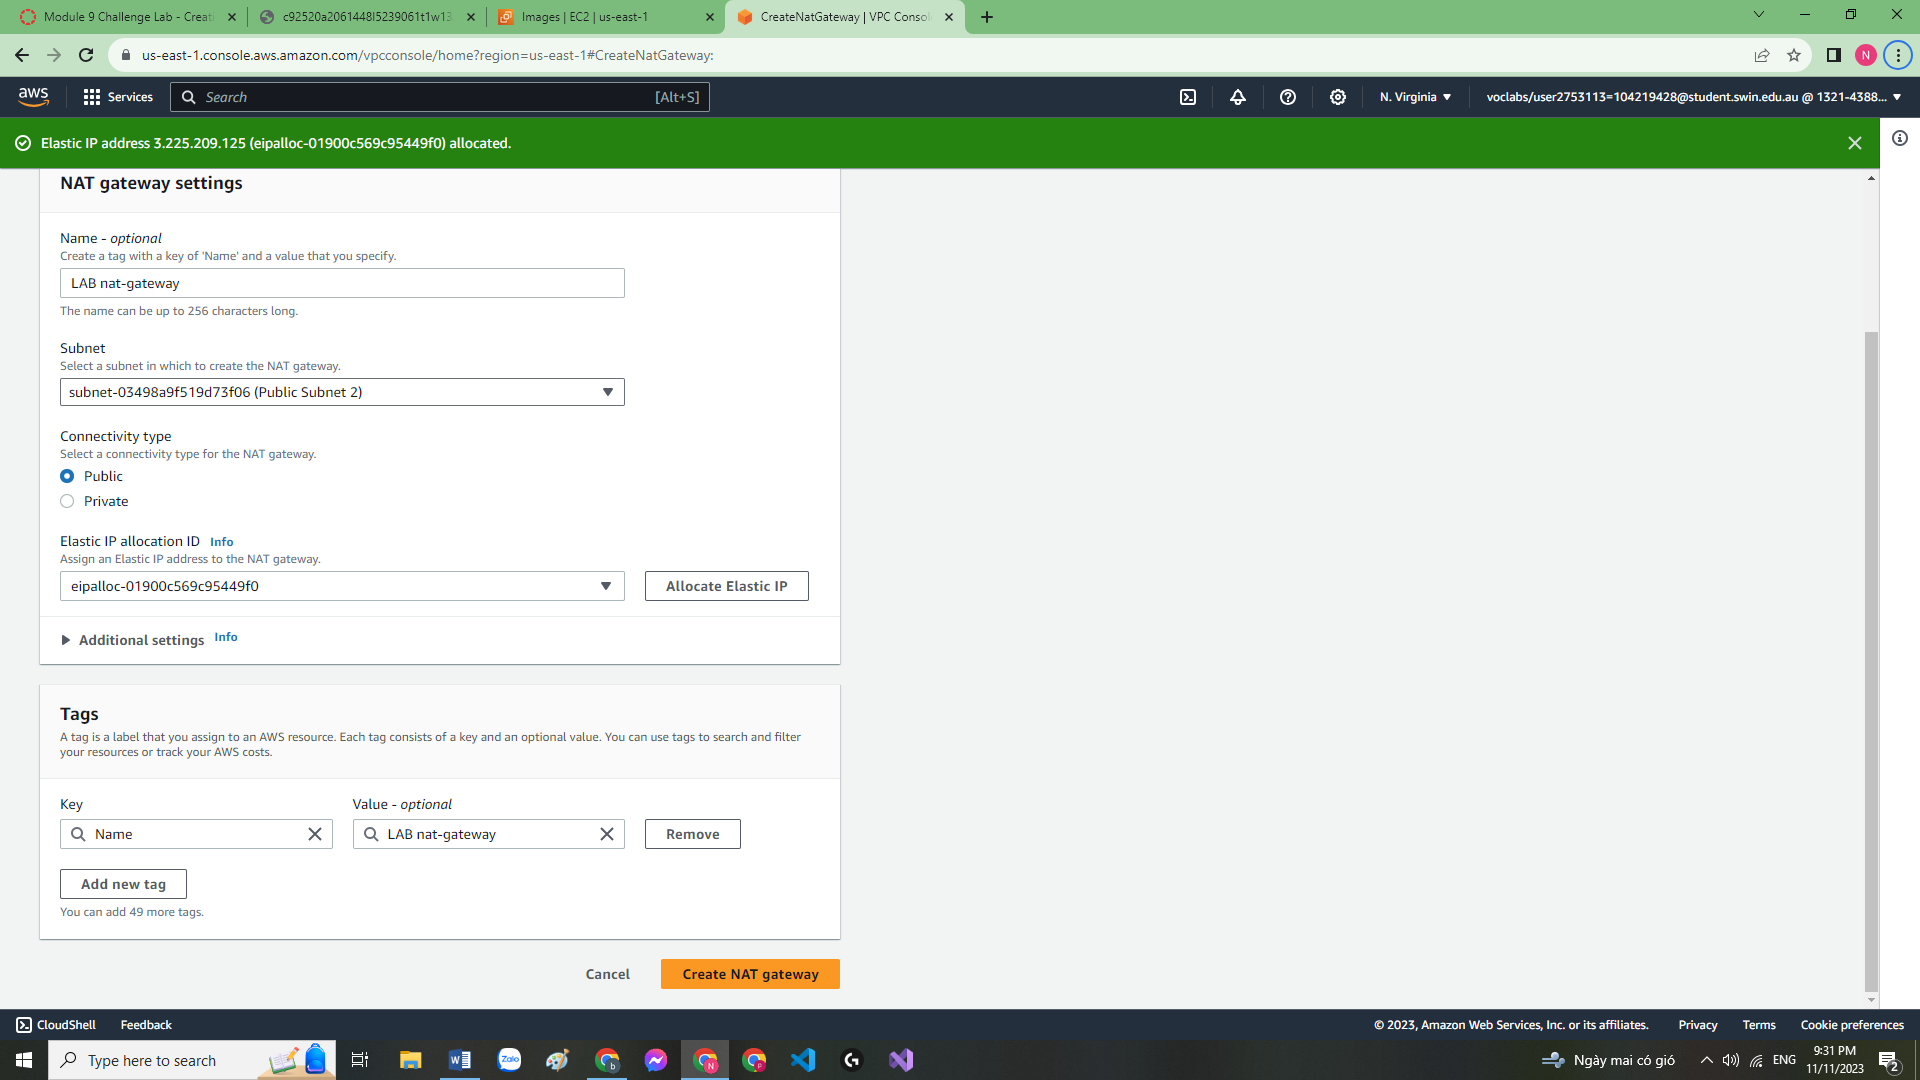 Module 9 Challenge Lab - Creati
c92520a2061448l5239061t1w13
Images | EC2 | us-east-1
CreateNatGateway | VPC Consol
us-east-1.console.aws.amazon.com/vpcconsole/home?region=us-east-1#CreateNatGateway:
N
aws
Services
Search
[Alt+S]
N. Virginia
voclabs/user2753113=104219428@student.swin.edu.au @ 1321-4388...
Elastic IP address 3.225.209.125 (eipalloc-01900c569c95449f0) allocated.
NAT gateway settings
Name - optional
Create a tag with a key of 'Name' and a value that you specify.
LAB nat-gateway
The name can be up to 256 characters long.
Subnet
Select a subnet in which to create the NAT gateway.
subnet-03498a9f519d73f06 (Public Subnet 2)
Connectivity type
Select a connectivity type for the NAT gateway.
Public
Private
Elastic IP allocation ID Info
Assign an Elastic IP address to the NAT gateway.
eipalloc-01900c569c95449f0
Allocate Elastic IP
Additional settings Info
Tags
A tag is a label that you assign to an AWS resource. Each tag consists of a key and an optional value. You can use tags to search and filter
your resources or track your AWS costs.
Key
Value - optional
Name
LAB nat-gateway
Remove
Add new tag
You can add 49 more tags.
Cancel
Create NAT gateway
CloudShell
Feedback
© 2023, Amazon Web Services, Inc. or its affiliates.
Privacy
Terms
Cookie preferences
Type here to search
Zalo
Ngày mai có gió
ENG
9:31 PM
11/11/2023
2